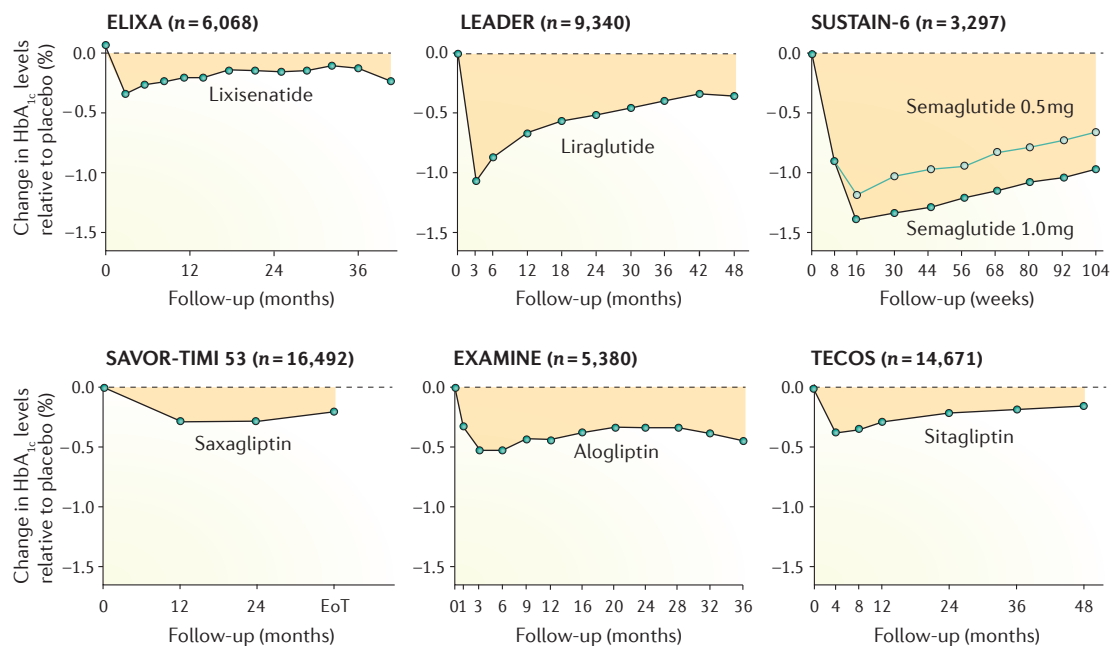 ELIXA (n = 6,068)
Change in HbA1c levels
relative to placebo (%)
0.0
–0.5
–1.0
–1.5
Lixisenatide
0 12 24 36
Follow-up (months)
LEADER (n = 9,340)
0.0
–0.5
–1.0
–1.5
Liraglutide
0 3 6 12 18 24 30 36 42 48
Follow-up (months)
SUSTAIN-6 (n = 3,297)
0.0
–0.5
–1.0
–1.5
Semaglutide 0.5mg
Semaglutide 1.0mg
0 8 16 30 44 56 68 80 92 104
Follow-up (weeks)
SAVOR-TIMI 53 (n = 16,492)
Change in HbA1c levels
relative to placebo (%)
0.0
–0.5
–1.0
–1.5
Saxagliptin
0 12 24 EoT
Follow-up (months)
EXAMINE (n = 5,380)
0.0
–0.5
–1.0
–1.5
Alogliptin
0 1 3 6 9 12 16 20 24 28 32 36
Follow-up (months)
TECOS (n = 14,671)
0.0
–0.5
–1.0
–1.5
Sitagliptin
0 4 8 12 24 36 48
Follow-up (months)